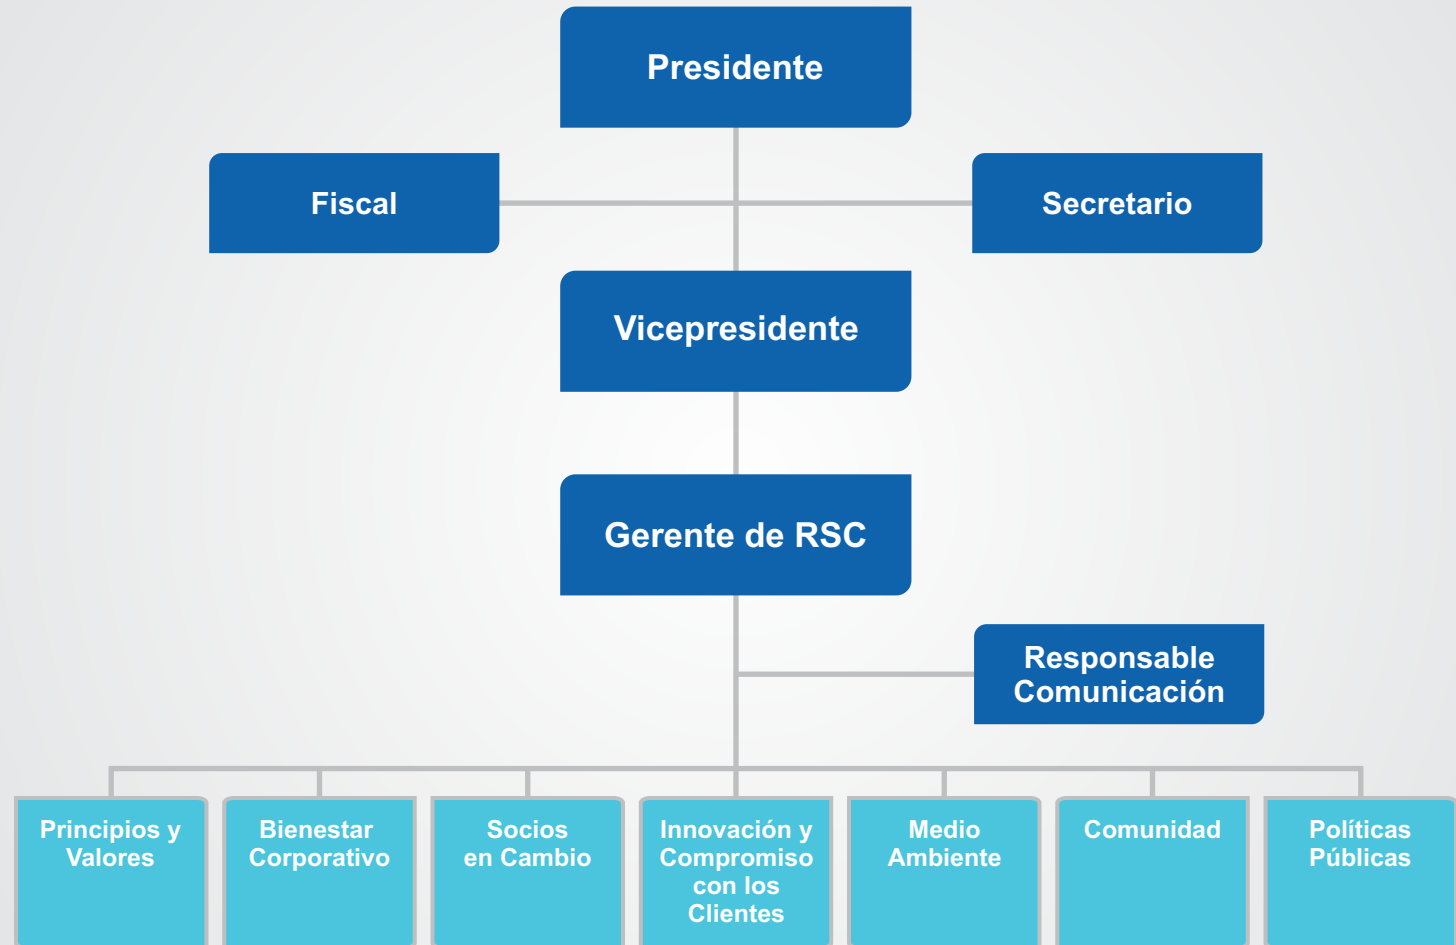 Presidente
Fiscal
Secretario
Vicepresidente
Gerente de RSC
Responsable
Comunicación
Principios y
Valores
Bienestar
Corporativo
Socios
en Cambio
Innovación y
Compromiso
con los
Clientes
Medio
Ambiente
Comunidad
Políticas
Públicas